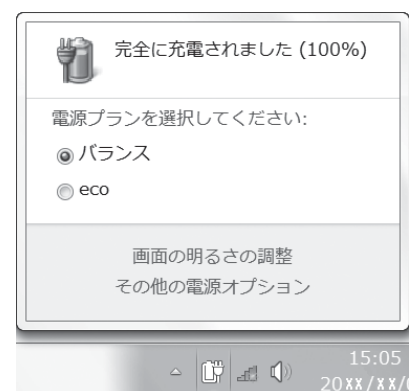 完全に充電されました (100%)
電源プランを選択してください:
バランス
eco
画面の明るさの調整
その他の電源オプション
15:05
20XX/XX/